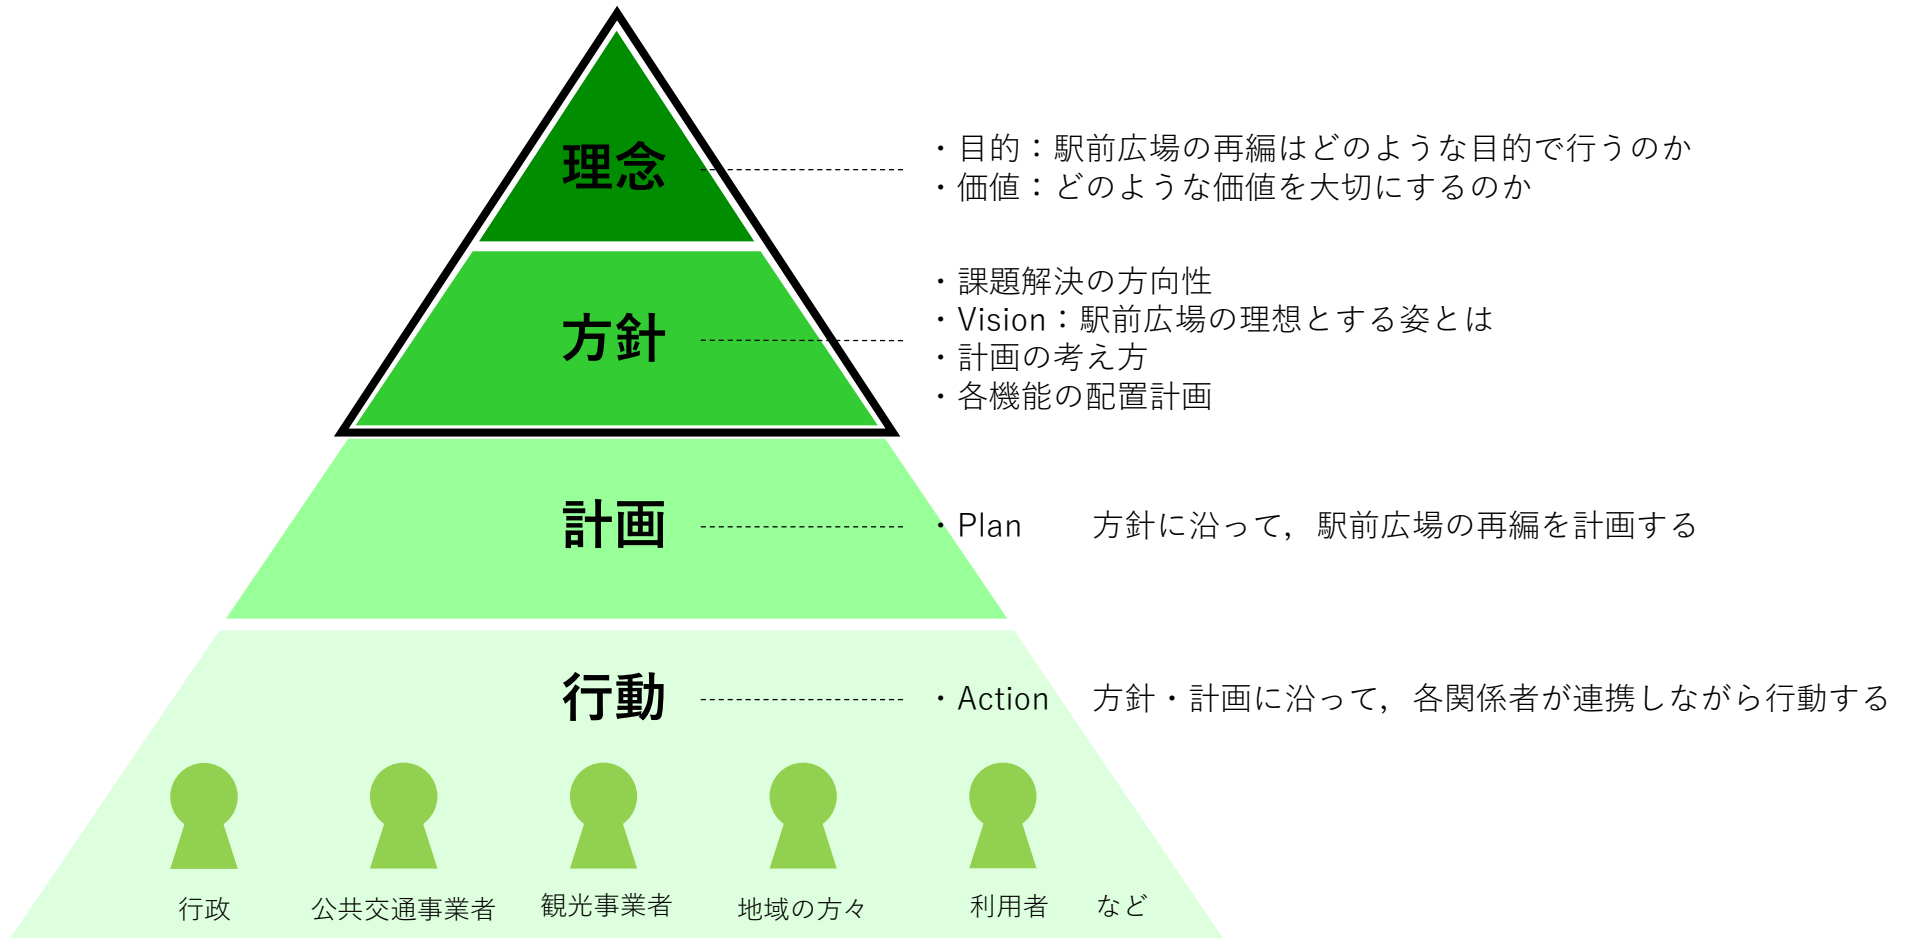 理念
・目的：駅前広場の再編はどのような目的で行うのか
・価値：どのような価値を大切にするのか
方針
・課題解決の方向性
・Vision：駅前広場の理想とする姿とは
・計画の考え方
・各機能の配置計画
計画
・Plan　方針に沿って，駅前広場の再編を計画する
行動
・Action　方針・計画に沿って，各関係者が連携しながら行動する
行政　公共交通事業者　観光事業者　地域の方々　利用者　など